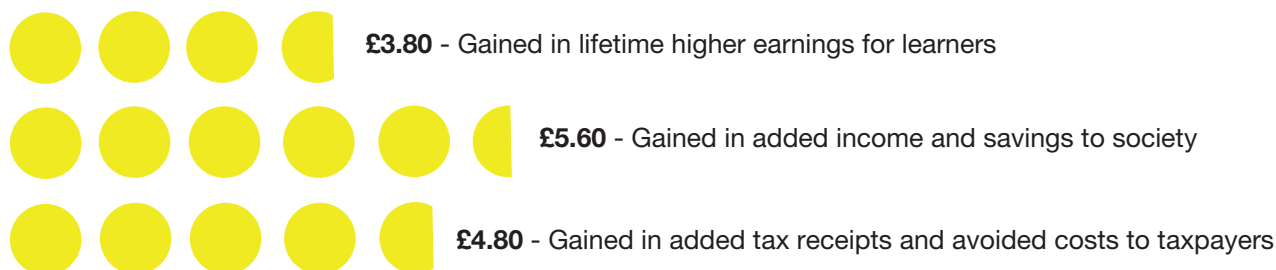 £3.80 - Gained in lifetime higher earnings for learners
£5.60 - Gained in added income and savings to society
£4.80 - Gained in added tax receipts and avoided costs to taxpayers